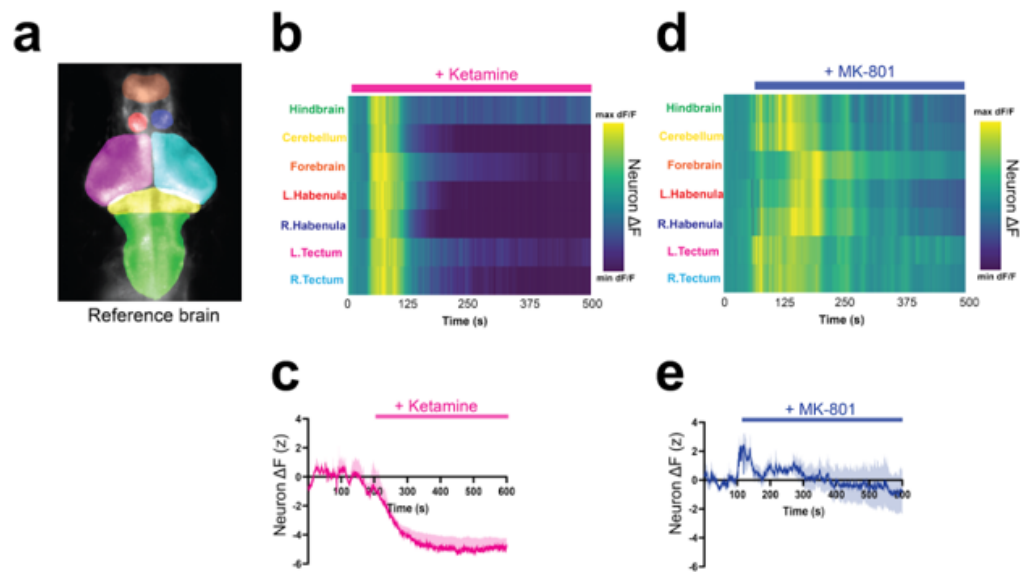 a
Reference brain
b
+ Ketamine
Hindbrain
Cerebellum
Forebrain
L.Habenula
R.Habenula
L.Tectum
R.Tectum
0 125 250 375 500
Time (s)
max dF/F
Neuron ΔF
min dF/F
d
+ MK-801
Hindbrain
Cerebellum
Forebrain
L.Habenula
R.Habenula
L.Tectum
R.Tectum
0 125 250 375 500
Time (s)
max dF/F
Neuron ΔF
min dF/F
c
+ Ketamine
Neuron ΔF (z)
4
2
0
-2
-4
-6
100 200 300 400 500 600
Time (s)
e
+ MK-801
Neuron ΔF (z)
4
2
0
-2
-4
-6
100 200 300 400 500 600
Time (s)